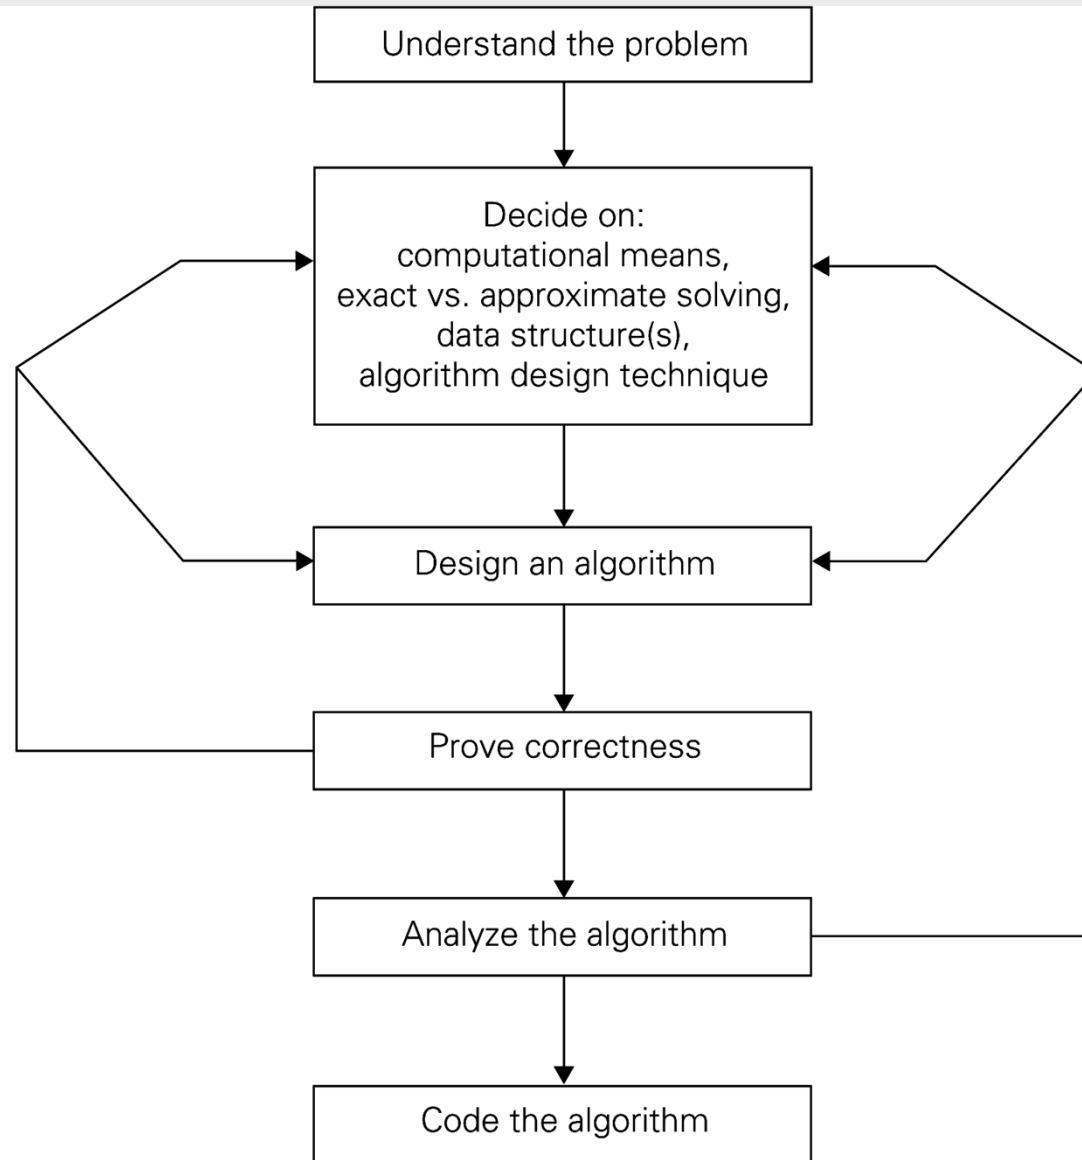 Understand the problem
Decide on:
computational means,
exact vs. approximate solving,
data structure(s),
algorithm design technique
Design an algorithm
Prove correctness
Analyze the algorithm
Code the algorithm